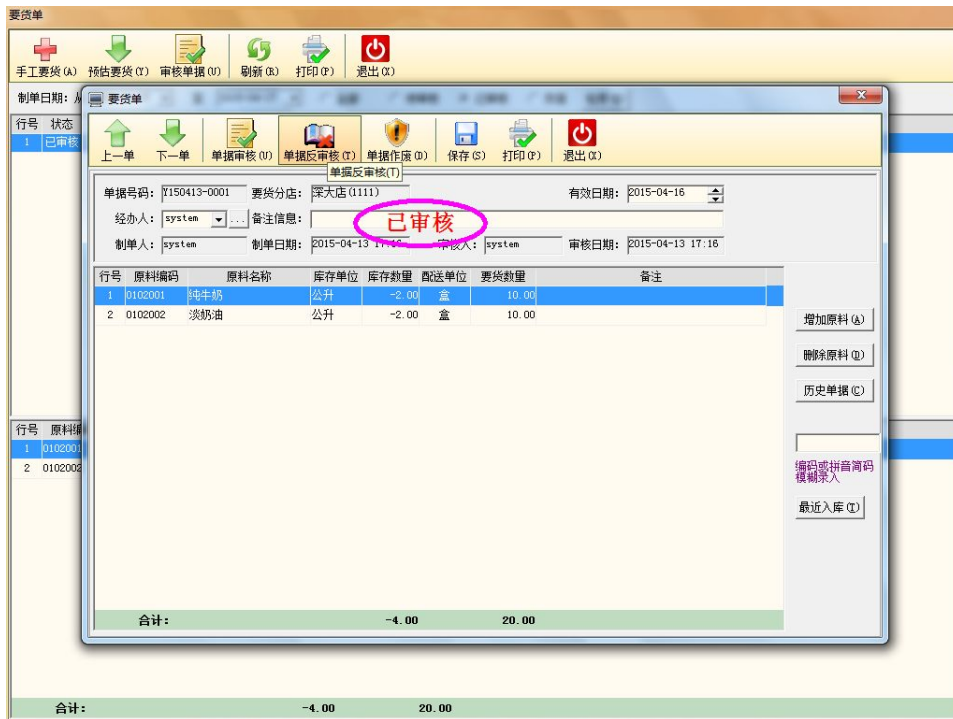 要货单
手工要货(A) 预估要货(Y) 审核单据(U) 刷新(R) 打印(P) 退出(X)
制单日期: 从
要货单
上一单 下一单 单据审核(U) 单据反审核(T) 单据作废(D) 保存(S) 打印(P) 退出(X)
单据反审核(T)
单据号码: Y150413-0001 要货分店: 深大店(1111) 有效日期: 2015-04-16
经办人: system ... 备注信息:
已审核
制单人: system 制单日期: 2015-04-13 17:16 审核人: system 审核日期: 2015-04-13 17:16
行号 原料编码 原料名称 库存单位 库存数量 配送单位 要货数量 备注
1 0102001 纯牛奶 公升 -2.00 盒 10.00
2 0102002 淡奶油 公升 -2.00 盒 10.00
增加原料(A)
删除原料(D)
历史单据(C)
编码或拼音简码
模糊录入
最近入库(I)
合计: -4.00 20.00
行号 状态
1 已审核
行号 原料编
1 0102001
2 0102002
合计: -4.00 20.00